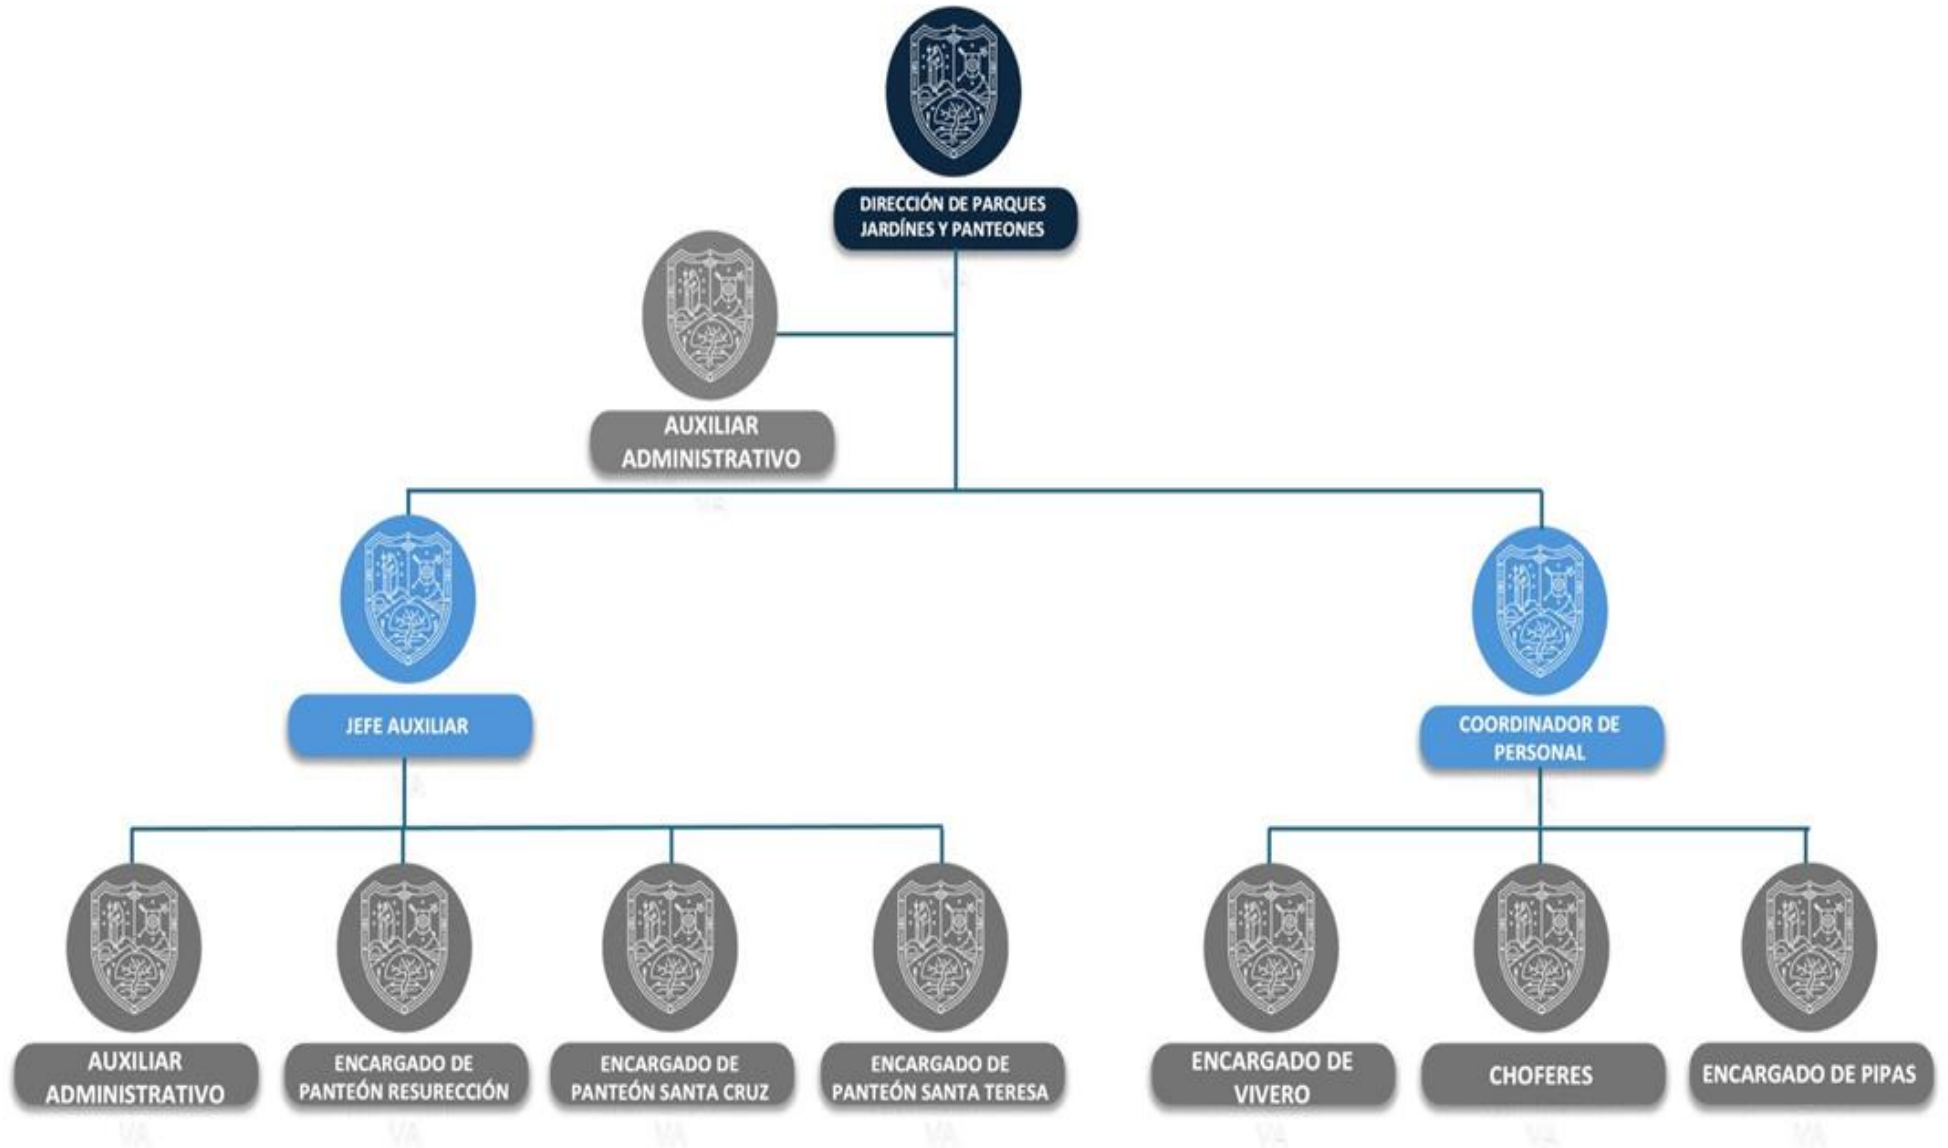 DIRECCIÓN DE PARQUES
JARDÍNES Y PANTEONES
AUXILIAR
ADMINISTRATIVO
JEFE AUXILIAR
COORDINADOR DE
PERSONAL
AUXILIAR
ADMINISTRATIVO
ENCARGADO DE
PANTEÓN RESURECCIÓN
ENCARGADO DE
PANTEÓN SANTA CRUZ
ENCARGADO DE
PANTEÓN SANTA TERESA
ENCARGADO DE
VIVERO
CHOFERES
ENCARGADO DE PIPAS